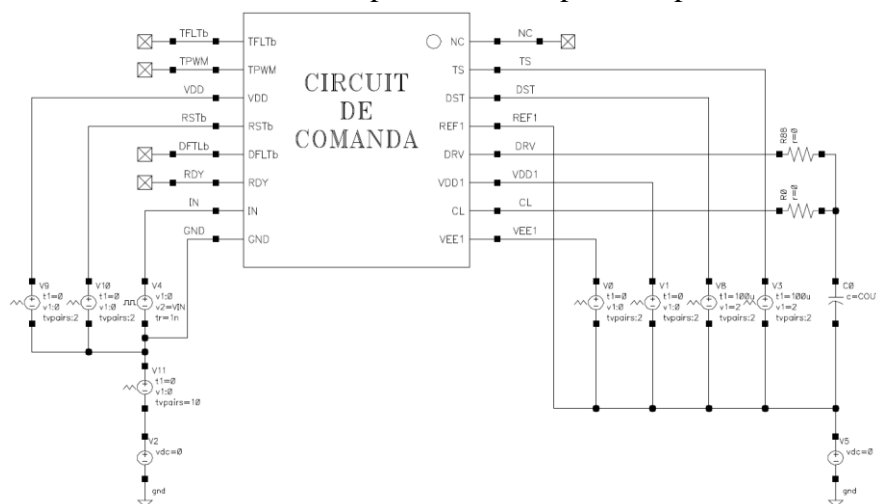 TFLTb
TFLTb
NC
NC
TPWM
TPWM
TS
TS
CIRCUIT
DE
COMANDA
VDD
VDD
DST
DST
RSTb
RSTb
REF1
REF1
DFTLb
DFLTb
DRV
DRV
R88
r=0
RDY
RDY
VDD1
VDD1
IN
IN
CL
CL
R0
r=0
GND
GND
VEE1
VEE1
V9
t1=0
v1:0
tvpairs:2
V10
t1=0
v1:0
tvpairs:2
V4
v1:0
v2=VIN
tr=1n
V0
t1=0
v1:0
tvpairs:2
V1
t1=0
v1:0
tvpairs:2
V8
t1=100u
v1=2
tvpairs:2
V3
t1=100u
v1=2
tvpairs:2
C0
c=COU
V11
t1=0
v1:0
tvpairs=10
V2
vdc=0
gnd
V5
vdc=0
gnd